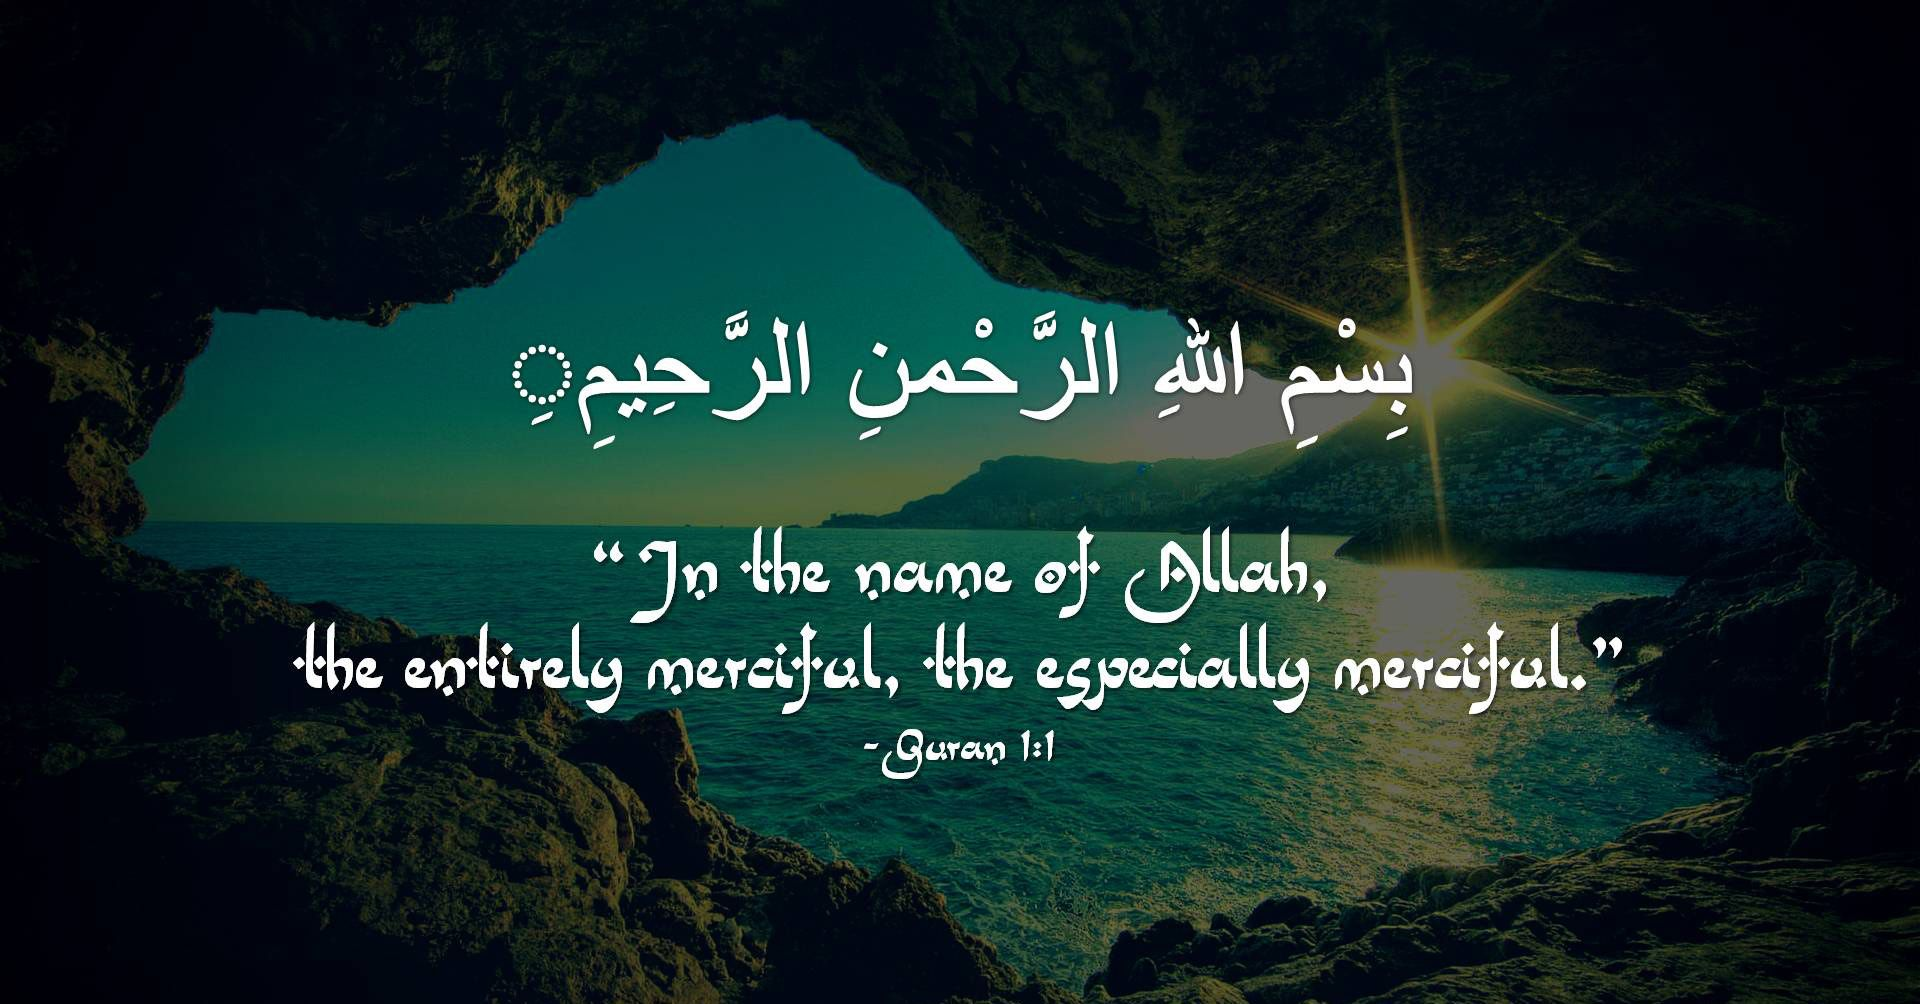 بِسْمِ اللهِ الرَّحْمنِ الرَّحِيمِ ِ
“In the name of Allah,
the entirely merciful, the especially merciful.”
-Quran 1:1